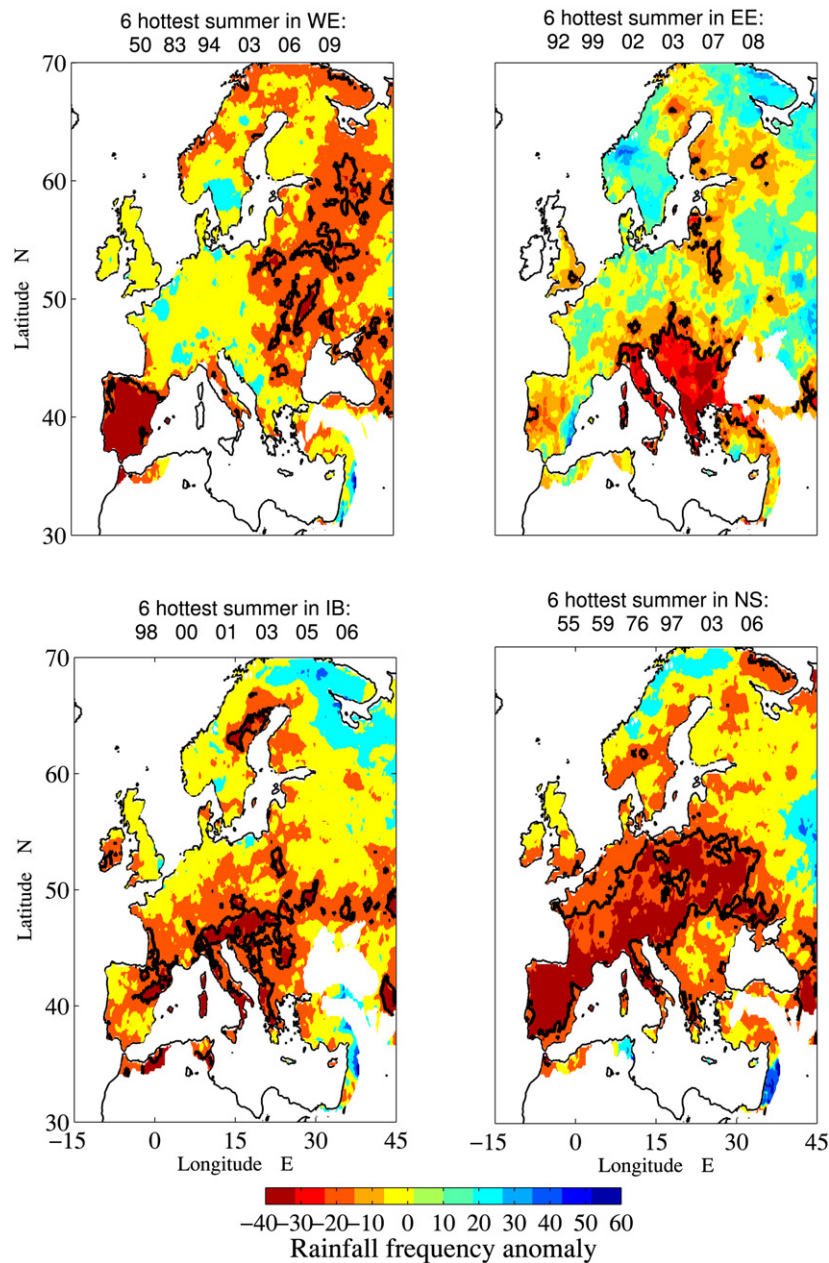 6 hottest summer in WE:
50 83 94 03 06 09
6 hottest summer in EE:
92 99 02 03 07 08
70
60
50
40
30
Latitude N
6 hottest summer in IB:
98 00 01 03 05 06
6 hottest summer in NS:
55 59 76 97 03 06
70
60
50
40
30
Latitude N
−15 0 15 30 45
Longitude E
−15 0 15 30 45
Longitude E
−40−30−20−10 0 10 20 30 40 50 60
Rainfall frequency anomaly